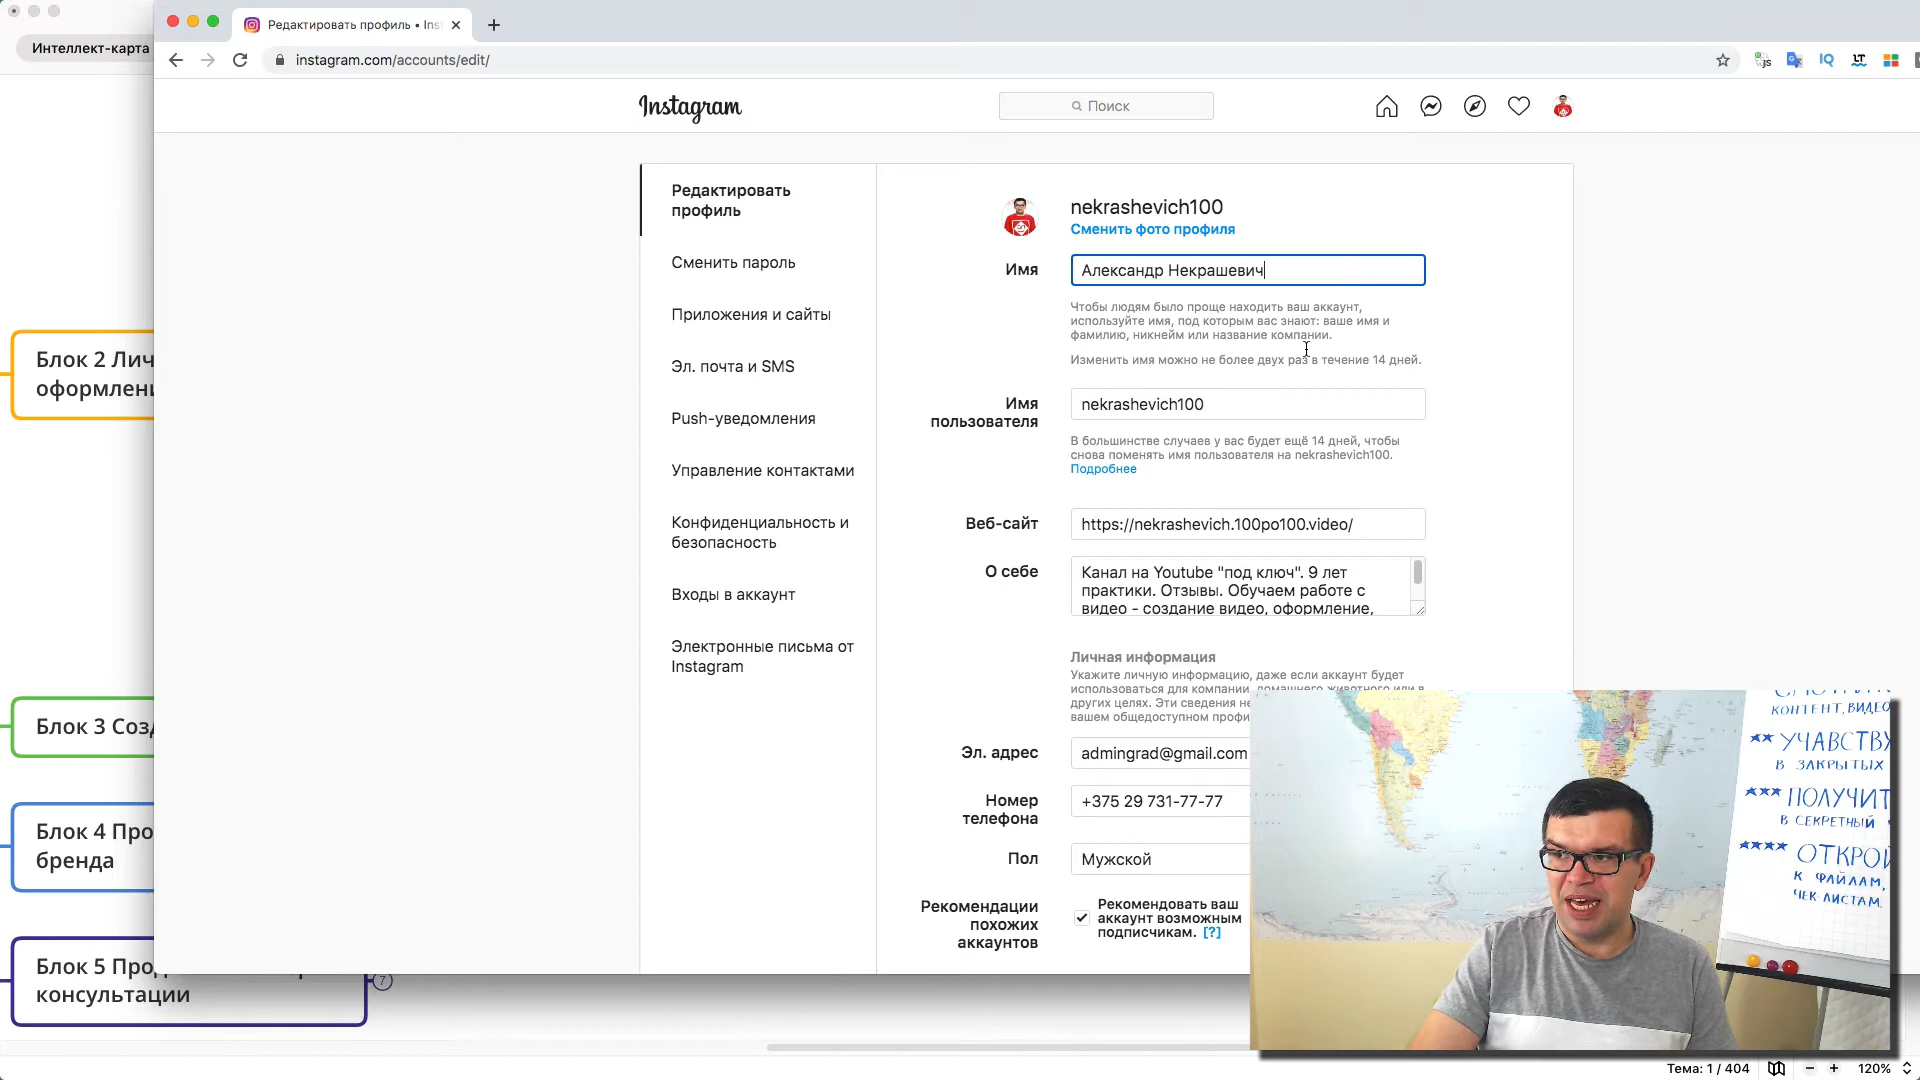 Интеллект-карта
Редактировать профиль • Ins
instagram.com/accounts/edit/
Instagram
Поиск
Редактировать
профиль
Сменить пароль
Приложения и сайты
Эл. почта и SMS
Push-уведомления
Управление контактами
Конфиденциальность и
безопасность
Входы в аккаунт
Электронные письма от
Instagram
nekrashevich100
Сменить фото профиля
Имя
Александр Некрашевич
Чтобы людям было проще находить ваш аккаунт,
используйте имя, под которым вас знают: ваше имя и
фамилию, никнейм или название компании.
Изменить имя можно не более двух раз в течение 14 дней.
Имя
пользователя
nekrashevich100
В большинстве случаев у вас будет ещё 14 дней, чтобы
снова поменять имя пользователя на nekrashevich100.
Подробнее
Веб-сайт
https://nekrashevich.100po100.video/
О себе
Канал на Youtube "под ключ". 9 лет
практики. Отзывы. Обучаем работе с
видео - создание видео, оформление,
Личная информация
Укажите личную информацию, даже если аккаунт будет
использоваться для компании, домашнего животного или в
других целях. Эти сведения не
вашем общедоступном профи
Эл. адрес
admingrad@gmail.com
Номер
телефона
+375 29 731-77-77
Пол
Мужской
Рекомендации
похожих
аккаунтов
Рекомендовать ваш
аккаунт возможным
подписчикам. [?]
Блок 2 Лич
оформлени
Блок 3 Созд
Блок 4 Про
бренда
Блок 5 Про
консультации
7
КОНТЕНТ, ВИДЕО
** УЧАВСТВУ
В ЗАКРЫТЫХ
*** ПОЛУЧИТ
В СЕКРЕТНЫЙ
**** ОТКРОЙ
К ФАЙЛАМ,
ЧЕК ЛИСТАМ.
Тема: 1 / 404
120%